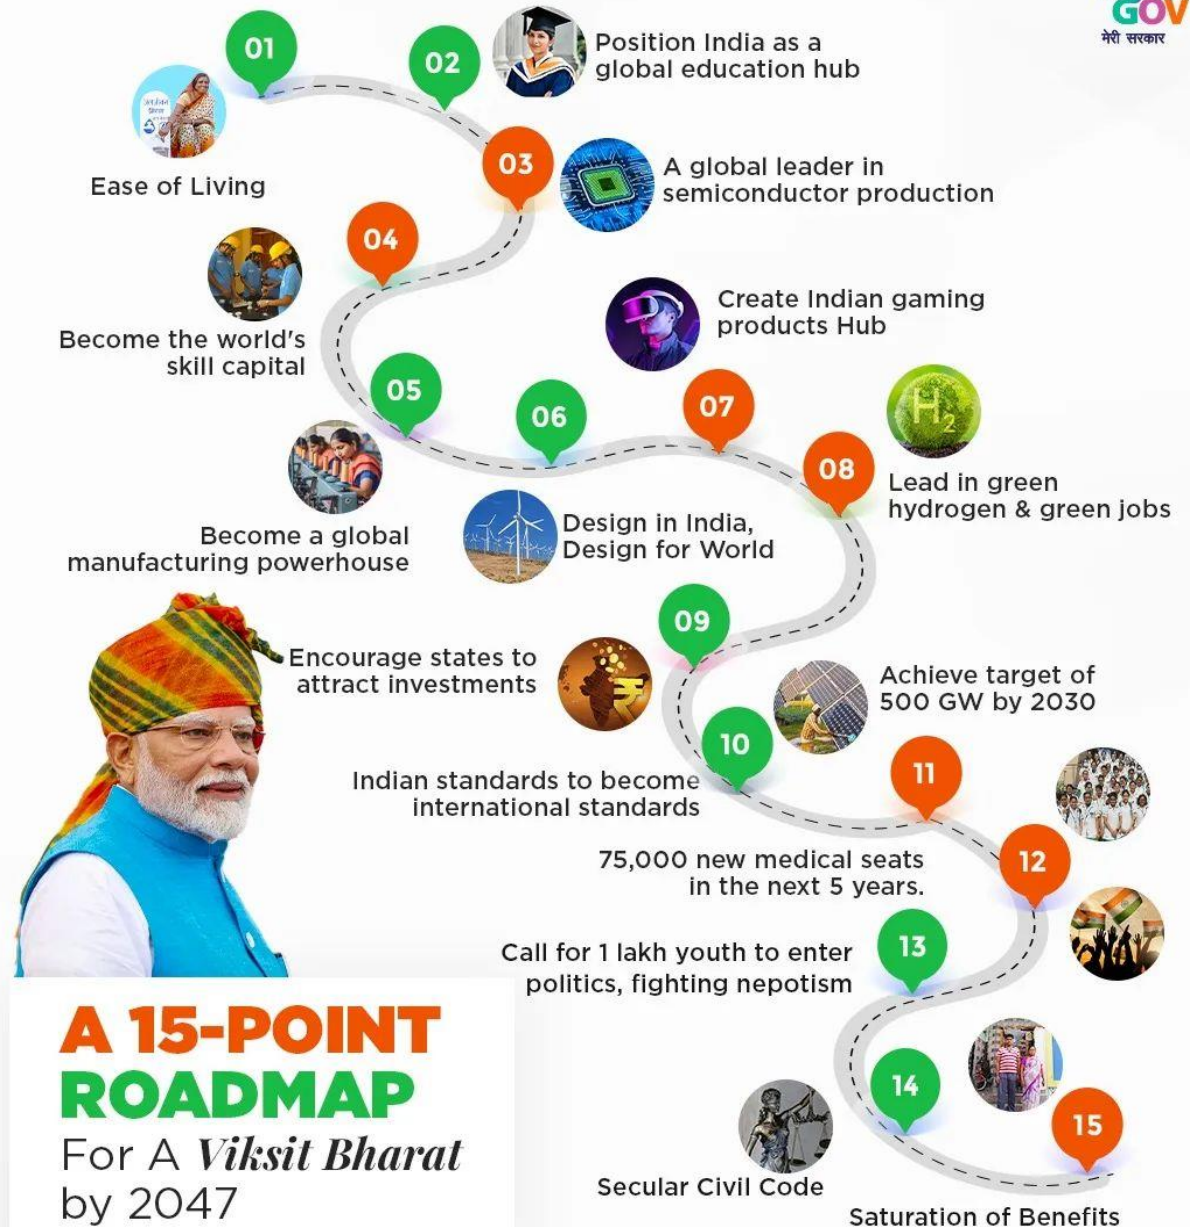 GOV
मेरी सरकार
01
02
Position India as a
global education hub
Ease of Living
03
A global leader in
semiconductor production
04
Become the world's
skill capital
Create Indian gaming
products Hub
05
06
07
H2
08
Lead in green
hydrogen & green jobs
Become a global
manufacturing powerhouse
Design in India,
Design for World
09
Encourage states to
attract investments
Achieve target of
500 GW by 2030
10
Indian standards to become
international standards
11
75,000 new medical seats
in the next 5 years.
12
Call for 1 lakh youth to enter
politics, fighting nepotism
13
14
Secular Civil Code
15
Saturation of Benefits
A 15-POINT
ROADMAP
For A Viksit Bharat
by 2047